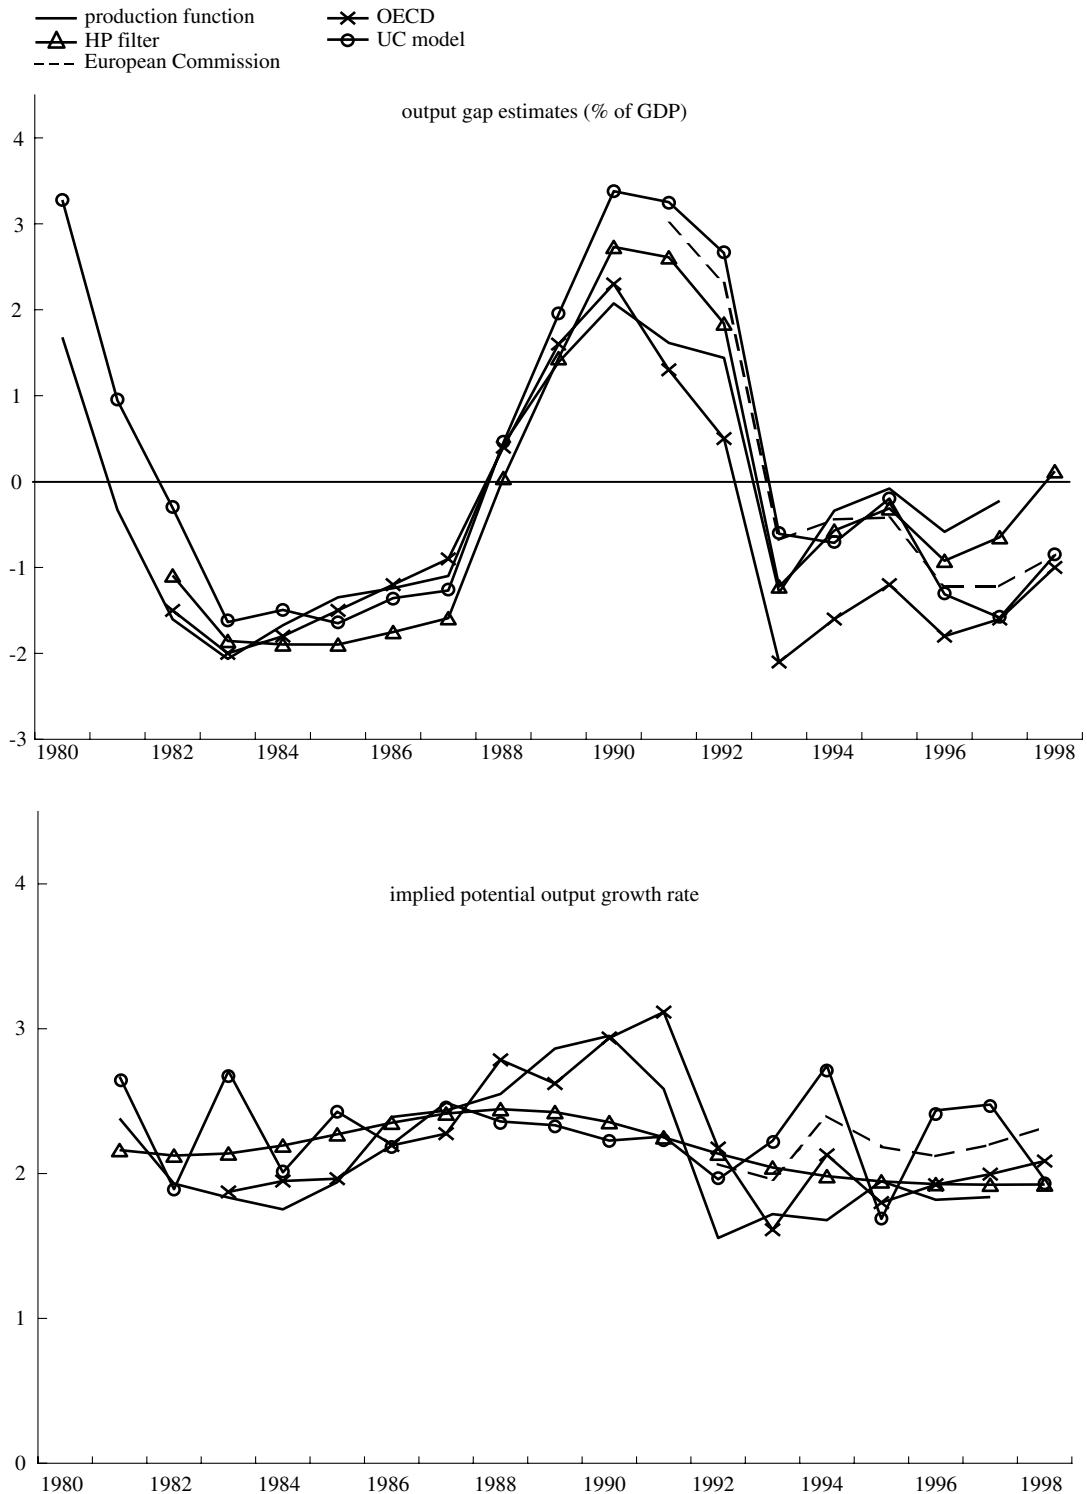 production function
HP filter
European Commission
OECD
UC model
output gap estimates (% of GDP)
4
3
2
1
0
-1
-2
-3
1980 1982 1984 1986 1988 1990 1992 1994 1996 1998
implied potential output growth rate
4
3
2
1
0
1980 1982 1984 1986 1988 1990 1992 1994 1996 1998